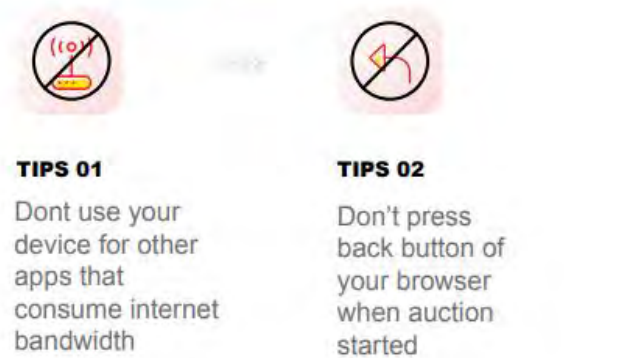 TIPS 01
Dont use your
device for other
apps that
consume internet
bandwidth
TIPS 02
Don't press
back button of
your browser
when auction
started